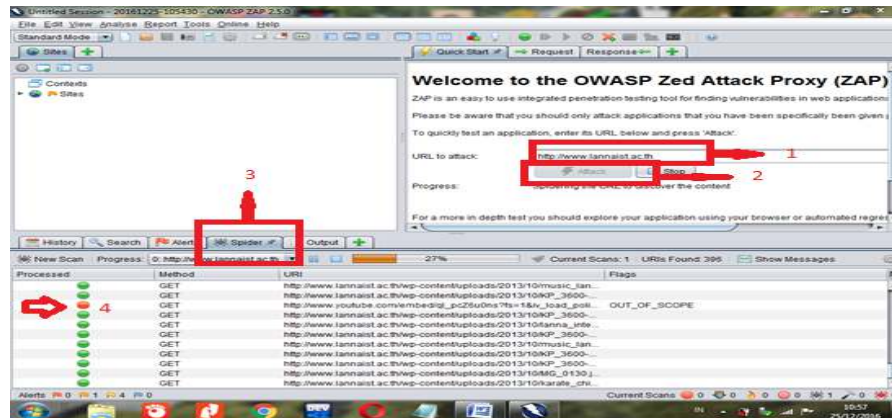 Untitled Session - 20161225-105430 - OWASP ZAP 2.5.0
File Edit View Analyse Report Tools Online Help
Standard Mode
Sites
Quick Start Request Response
Contexts
Sites
Welcome to the OWASP Zed Attack Proxy (ZAP)
ZAP is an easy to use integrated penetration testing tool for finding vulnerabilities in web applications
Please be aware that you should only attack applications that you have been specifically been given
To quickly test an application, enter its URL below and press 'Attack'.
URL to attack: http://www.lannaist.ac.th 1
Attack Stop 2
3
Progress: Spidering the URL to discover the content
For a more in depth test you should explore your application using your browser or automated regres
History Search Alerts Spider Output
New Scan Progress: 0: http://www.lannaist.ac.th 27% Current Scans: 1 URIs Found: 396 Show Messages
Processed Method URI Flags
GET http://www.lannaist.ac.th/wp-content/uploads/2013/10/music_lan...
GET http://www.lannaist.ac.th/wp-content/uploads/2013/10/KP_3600-...
4 GET OUT_OF_SCOPE
GET http://www.lannaist.ac.th/wp-content/uploads/2013/10/KP_3600-...
GET http://www.lannaist.ac.th/wp-content/uploads/2013/10/lanna_inte...
GET http://www.lannaist.ac.th/wp-content/uploads/2013/10/KP_3600-...
GET http://www.lannaist.ac.th/wp-content/uploads/2013/10/music_lan...
GET http://www.lannaist.ac.th/wp-content/uploads/2013/10/KP_3600-...
GET http://www.lannaist.ac.th/wp-content/uploads/2013/10/MG_0130.j...
GET http://www.lannaist.ac.th/wp-content/uploads/2013/10/karate_chi...
Alerts 0 1 4 0 Current Scans 0 0 0 0 1 0
IN 10:57
25/12/2016